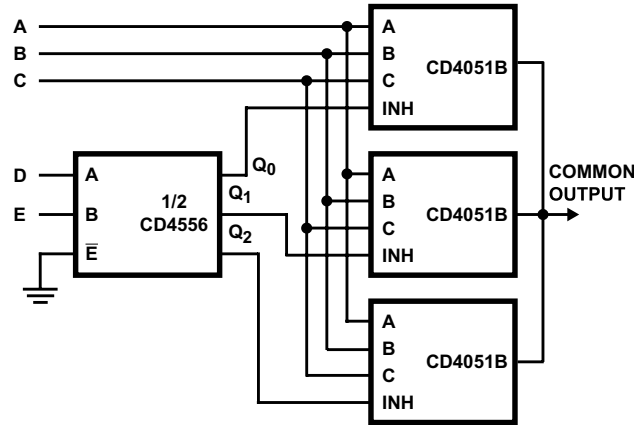 A
B
C
D
E
A
B
E̅
1/2
CD4556
Q0
Q1
Q2
A
B
C
INH
CD4051B
A
B
C
INH
CD4051B
A
B
C
INH
CD4051B
COMMON
OUTPUT